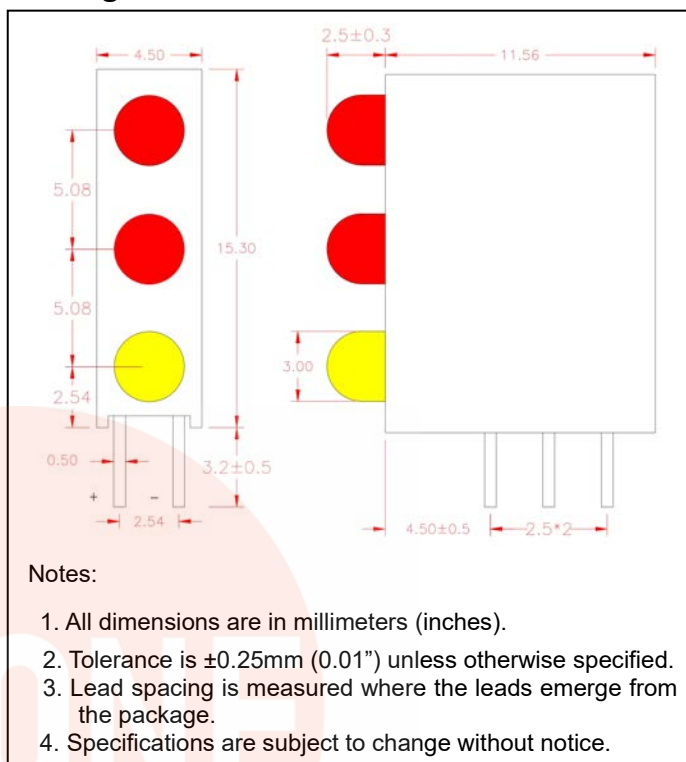 2.5±0.3
4.50
11.56
5.08
15.30
5.08
3.00
2.54
0.50
3.2±0.5
+ -
2.54
4.50±0.5
2.5*2
Notes:
1. All dimensions are in millimeters (inches).
2. Tolerance is ±0.25mm (0.01”) unless otherwise specified.
3. Lead spacing is measured where the leads emerge from
the package.
4. Specifications are subject to change without notice.